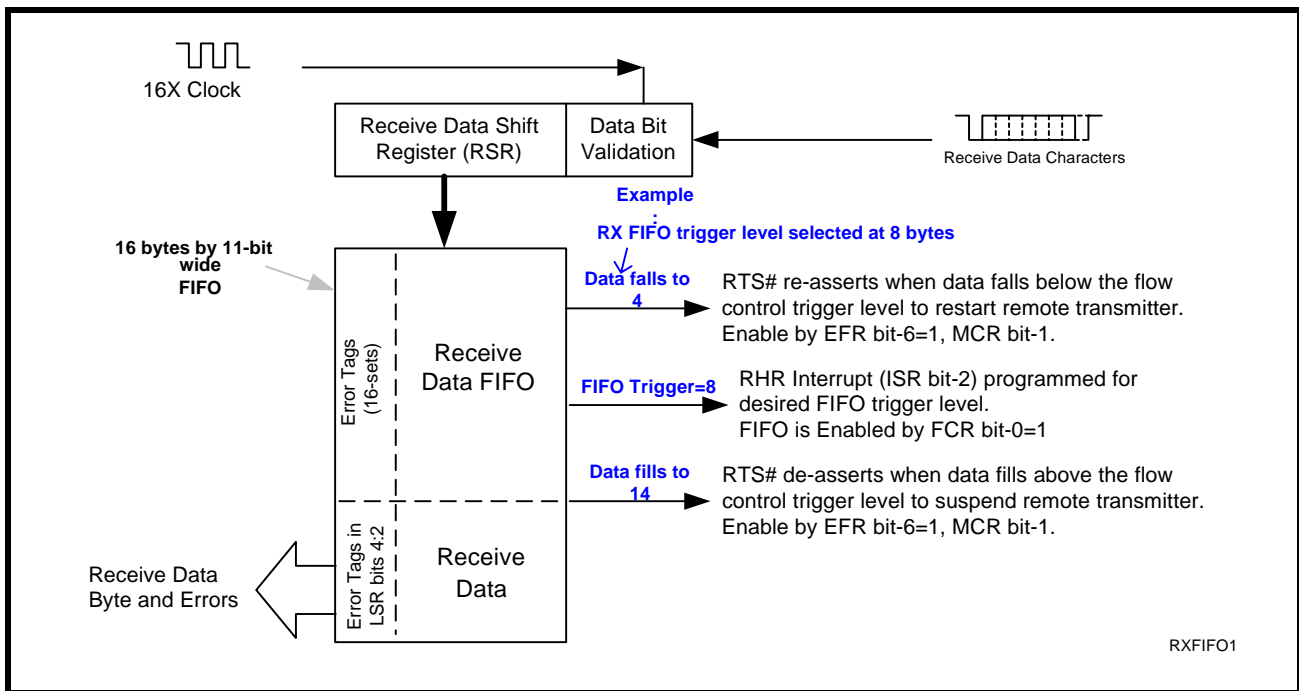 16X Clock
Receive Data Shift
Register (RSR)
Data Bit
Validation
Receive Data Characters
Example
:
RX FIFO trigger level selected at 8 bytes
16 bytes by 11-bit
wide
FIFO
Error Tags
(16-sets)
Receive
Data FIFO
Data falls to
4
RTS# re-asserts when data falls below the flow
control trigger level to restart remote transmitter.
Enable by EFR bit-6=1, MCR bit-1.
FIFO Trigger=8
RHR Interrupt (ISR bit-2) programmed for
desired FIFO trigger level.
FIFO is Enabled by FCR bit-0=1
Data fills to
14
RTS# de-asserts when data fills above the flow
control trigger level to suspend remote transmitter.
Enable by EFR bit-6=1, MCR bit-1.
Error Tags in
LSR bits 4:2
Receive
Data
Receive Data
Byte and Errors
RXFIFO1